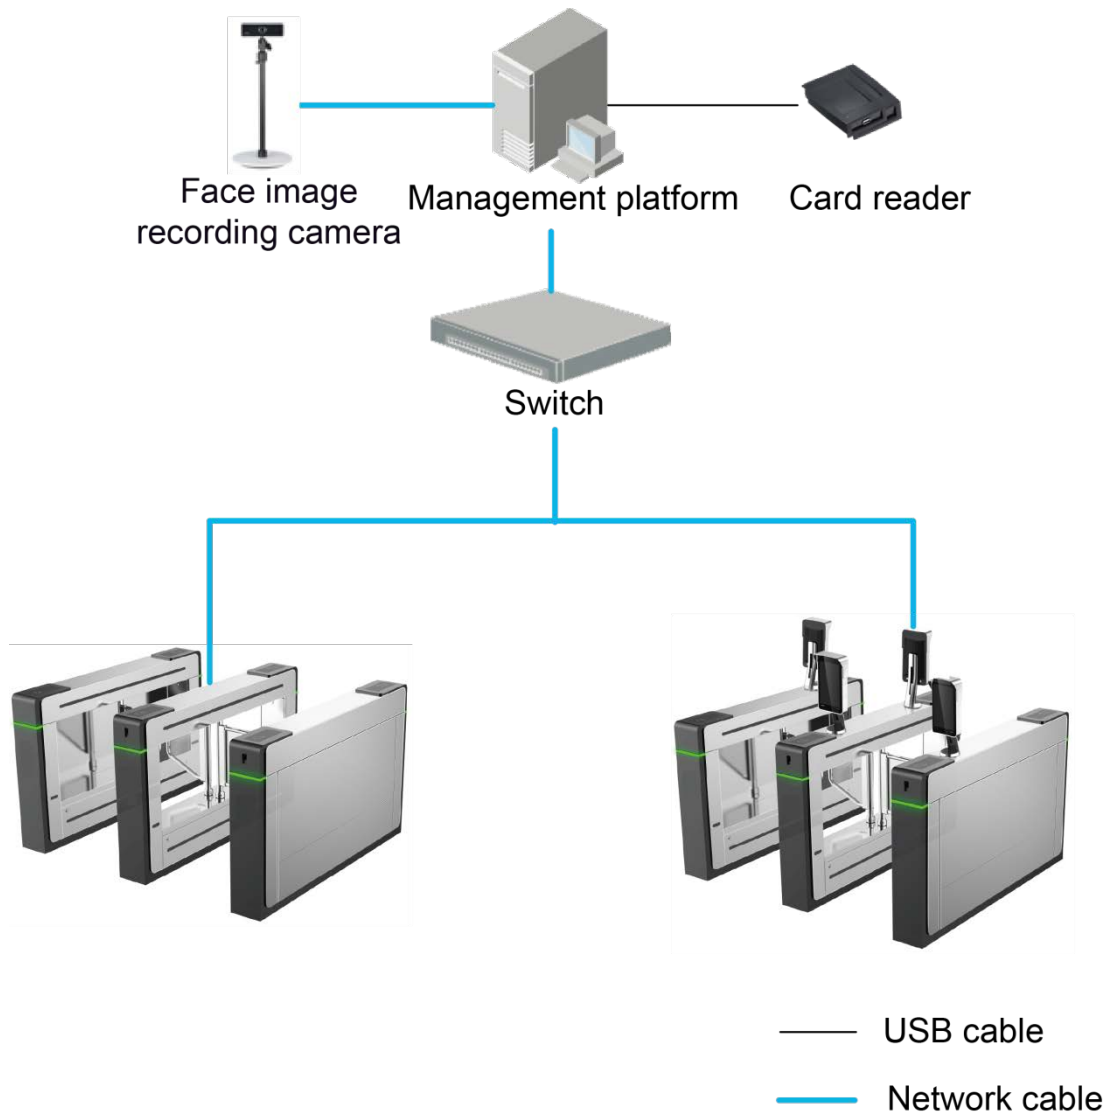 Face image
recording camera
Management platform
Card reader
Switch
USB cable
Network cable